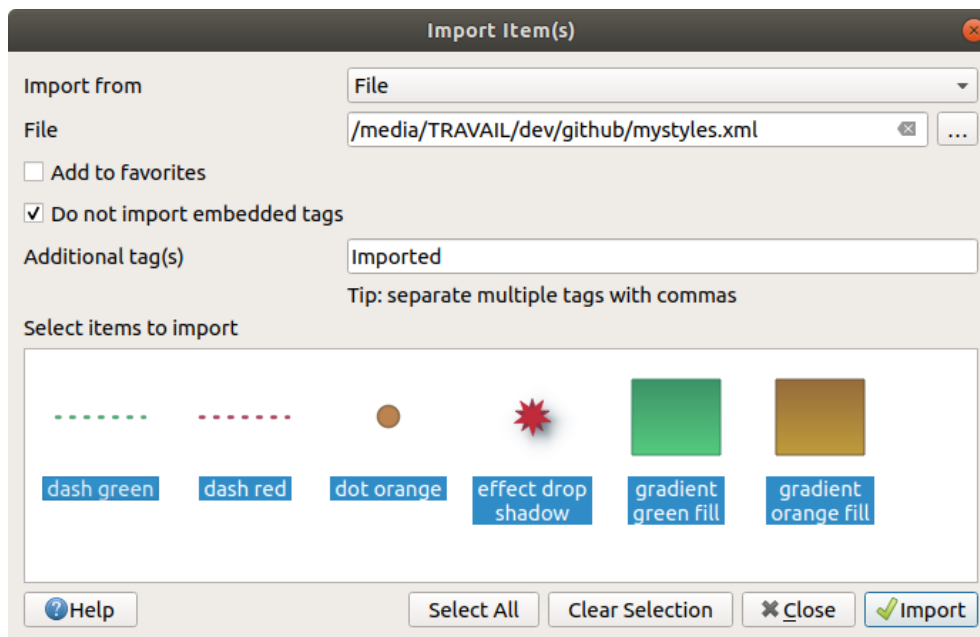 Import Item(s)
Import from File
File /media/TRAVAIL/dev/github/mystyles.xml ...
Add to favorites
Do not import embedded tags
Additional tag(s) Imported
Tip: separate multiple tags with commas
Select items to import
dash green dash red dot orange effect drop shadow gradient green fill gradient orange fill
Help Select All Clear Selection Close Import